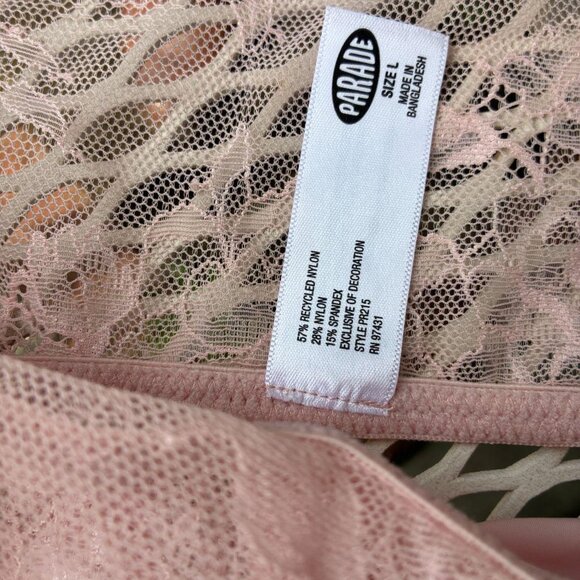 PARADE
SIZE L
MADE IN
BANGLADESH
57% RECYCLED NYLON
28% NYLON
15% SPANDEX
EXCLUSIVE OF DECORATION
STYLE PR215
RN 97431